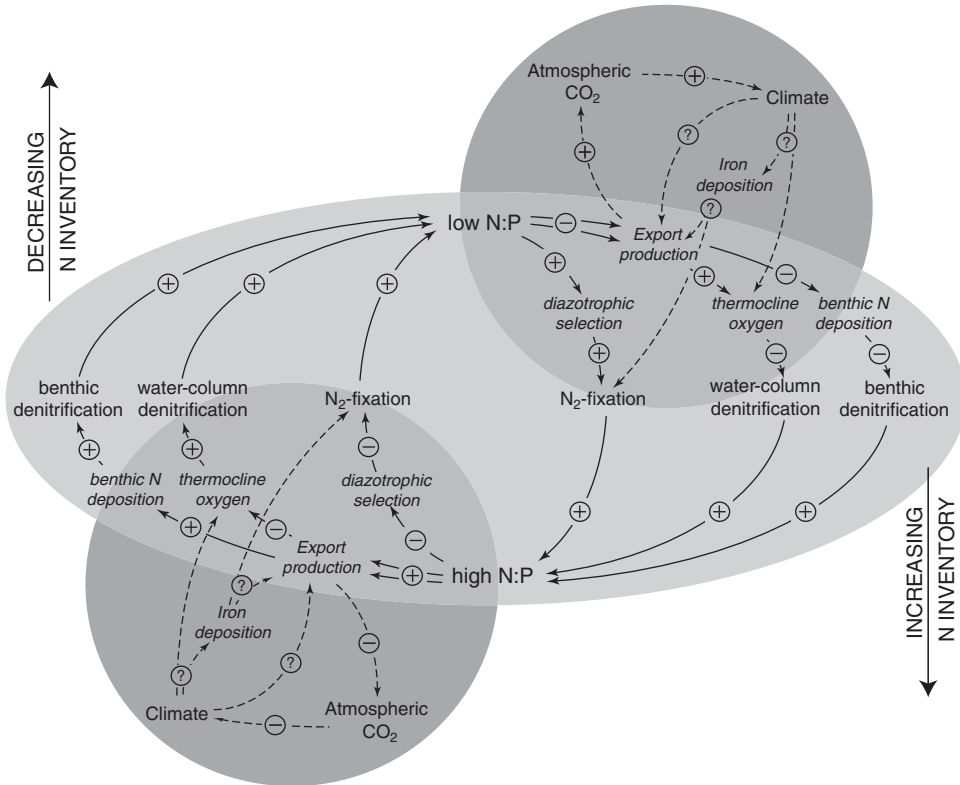 DECREASING
N INVENTORY
Atmospheric
CO2
+
Climate
?
?
+
Iron
deposition
?
low N:P
−
Export
production
+
+
−
+
+
+
diazotrophic
selection
thermocline
oxygen
benthic N
deposition
+
−
−
benthic
denitrification
water-column
denitrification
N2-fixation
N2-fixation
water-column
denitrification
benthic
denitrification
+
+
−
benthic N
deposition
thermocline
oxygen
diazotrophic
selection
+
−
−
+
+
+
Export
production
+
high N:P
?
Iron
deposition
−
?
?
Climate
−
Atmospheric
CO2
INCREASING
N INVENTORY